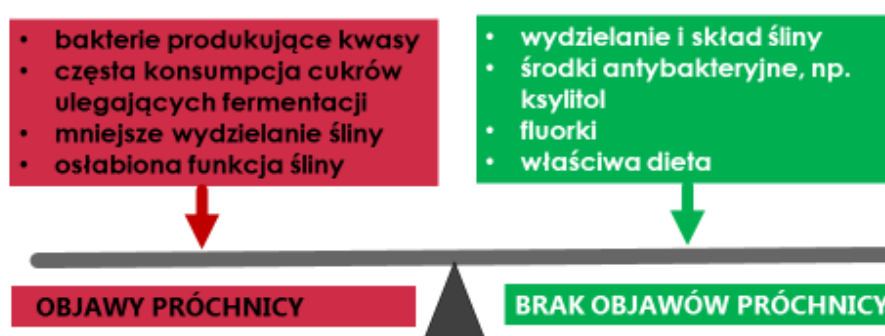 • bakterie produkujące kwasy
• częsta konsumpcja cukrów
ulegających fermentacji
• mniejsze wydzielanie śliny
• osłabiona funkcja śliny
• wydzielanie i skład śliny
• środki antybakteryjne, np.
ksylitol
• fluorki
• właściwa dieta
OBJAWY PRÓCHNICY
BRAK OBJAWÓW PRÓCHNICY